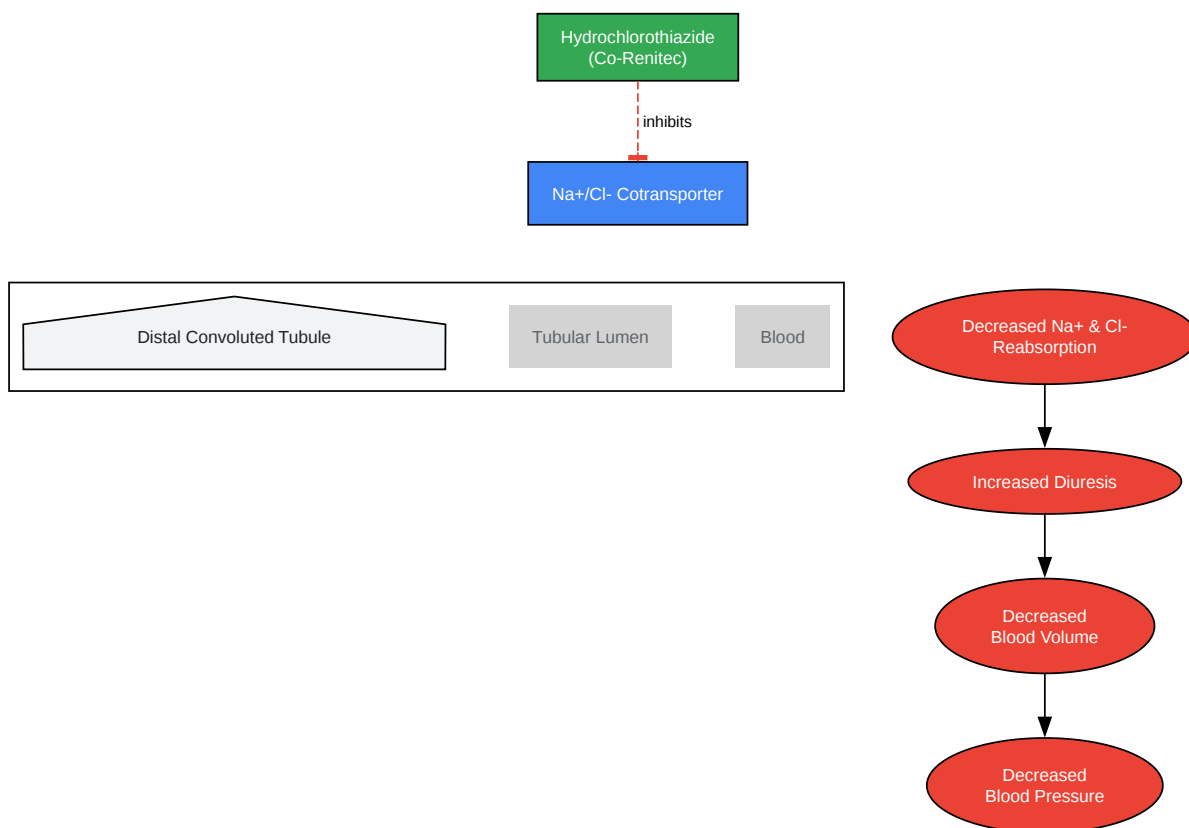 Hydrochlorothiazide
(Co-Renitec)
inhibits
Na+/Cl- Cotransporter
Distal Convoluted Tubule
Tubular Lumen
Blood
Decreased Na+ & Cl-
Reabsorption
Increased Diuresis
Decreased
Blood Volume
Decreased
Blood Pressure